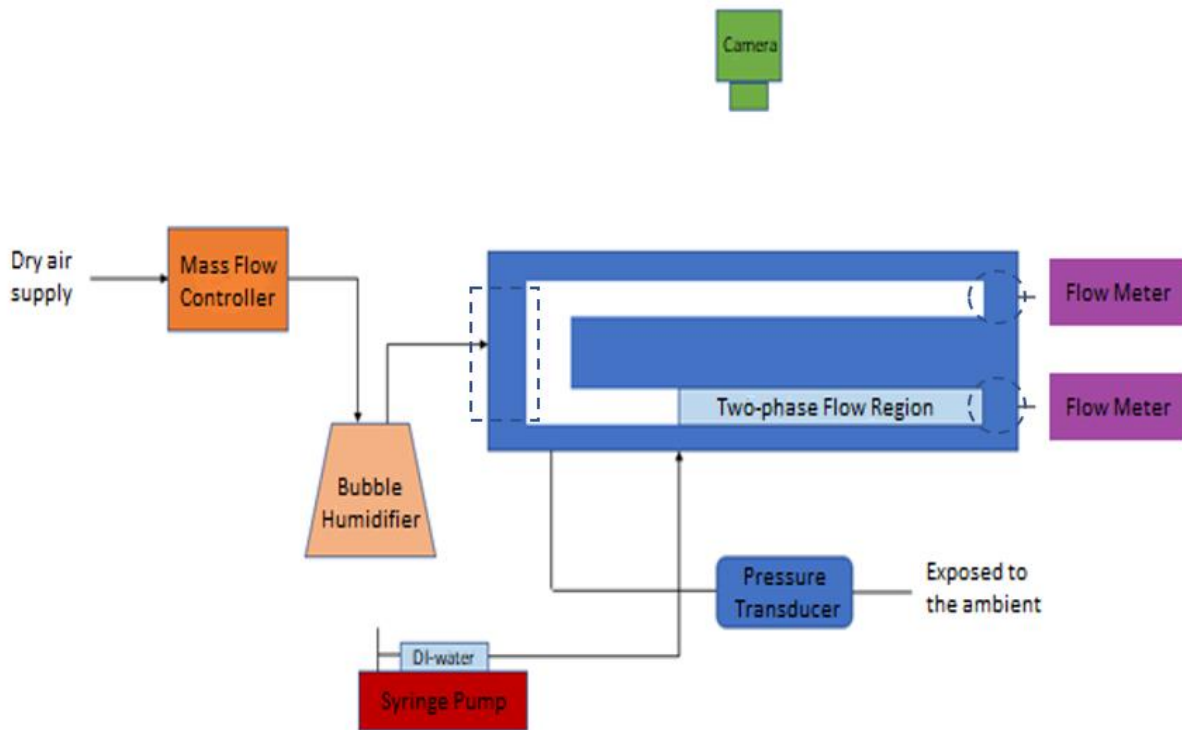 Camera
Dry air
supply
Mass Flow
Controller
Flow Meter
Two-phase Flow Region
Flow Meter
Bubble
Humidifier
Pressure
Transducer
Exposed to
the ambient
DI-water
Syringe Pump